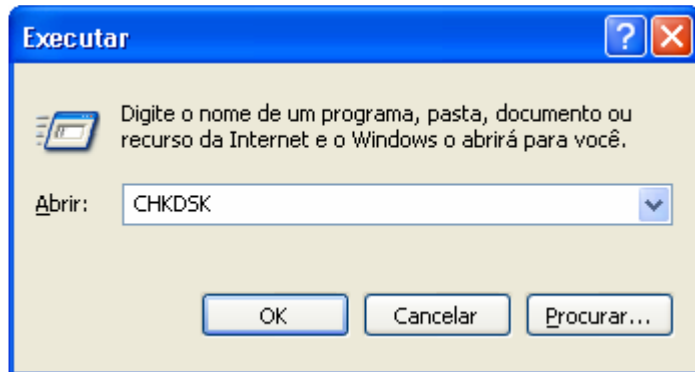 Executar
Digite o nome de um programa, pasta, documento ou
recurso da Internet e o Windows o abrirá para você.
Abrir: CHKDSK
OK Cancelar Procurar...